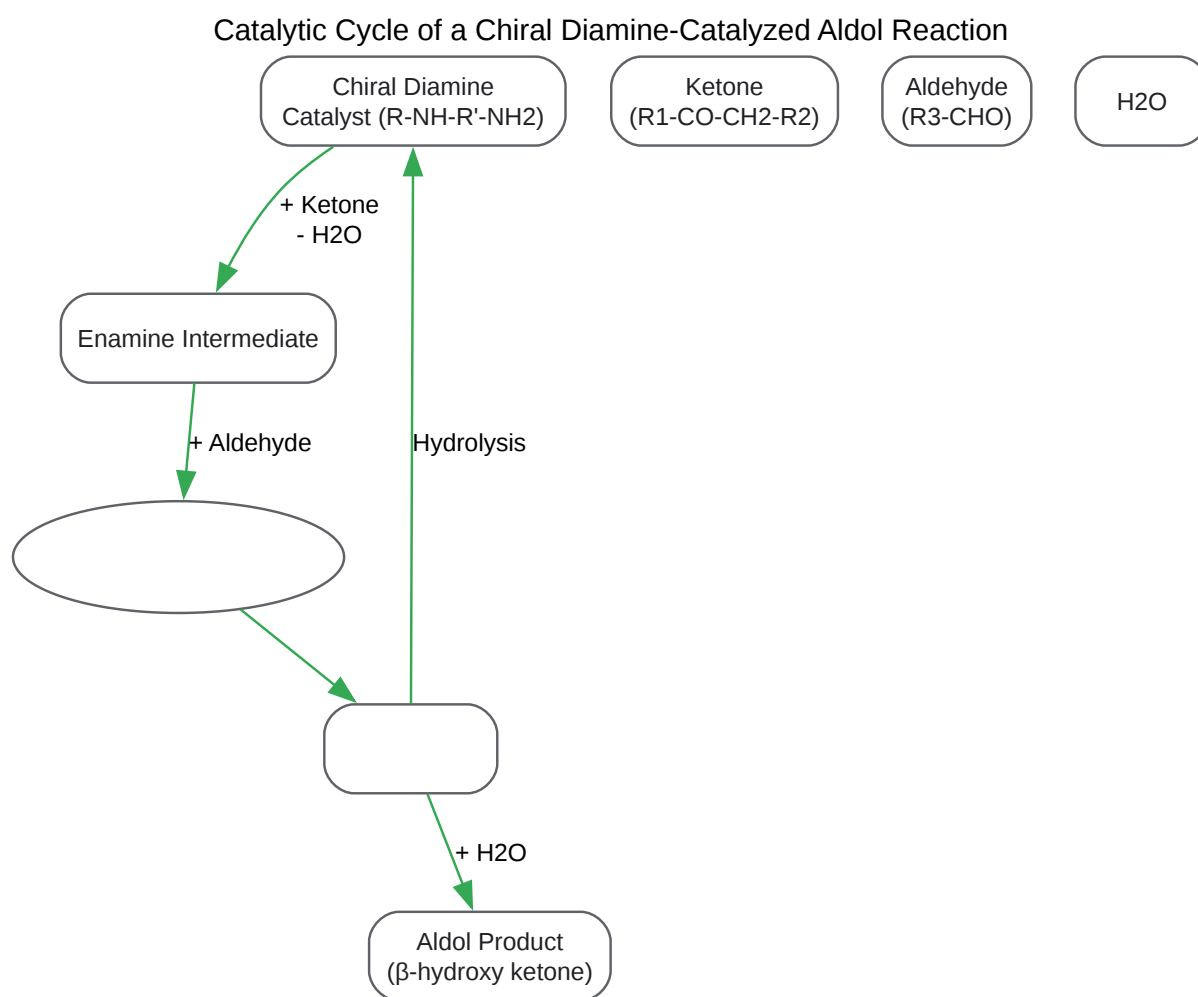 Catalytic Cycle of a Chiral Diamine-Catalyzed Aldol Reaction
Chiral Diamine
Catalyst (R-NH-R'-NH2)
Ketone
(R1-CO-CH2-R2)
Aldehyde
(R3-CHO)
H2O
+ Ketone
- H2O
Enamine Intermediate
+ Aldehyde
Hydrolysis
+ H2O
Aldol Product
(β-hydroxy ketone)